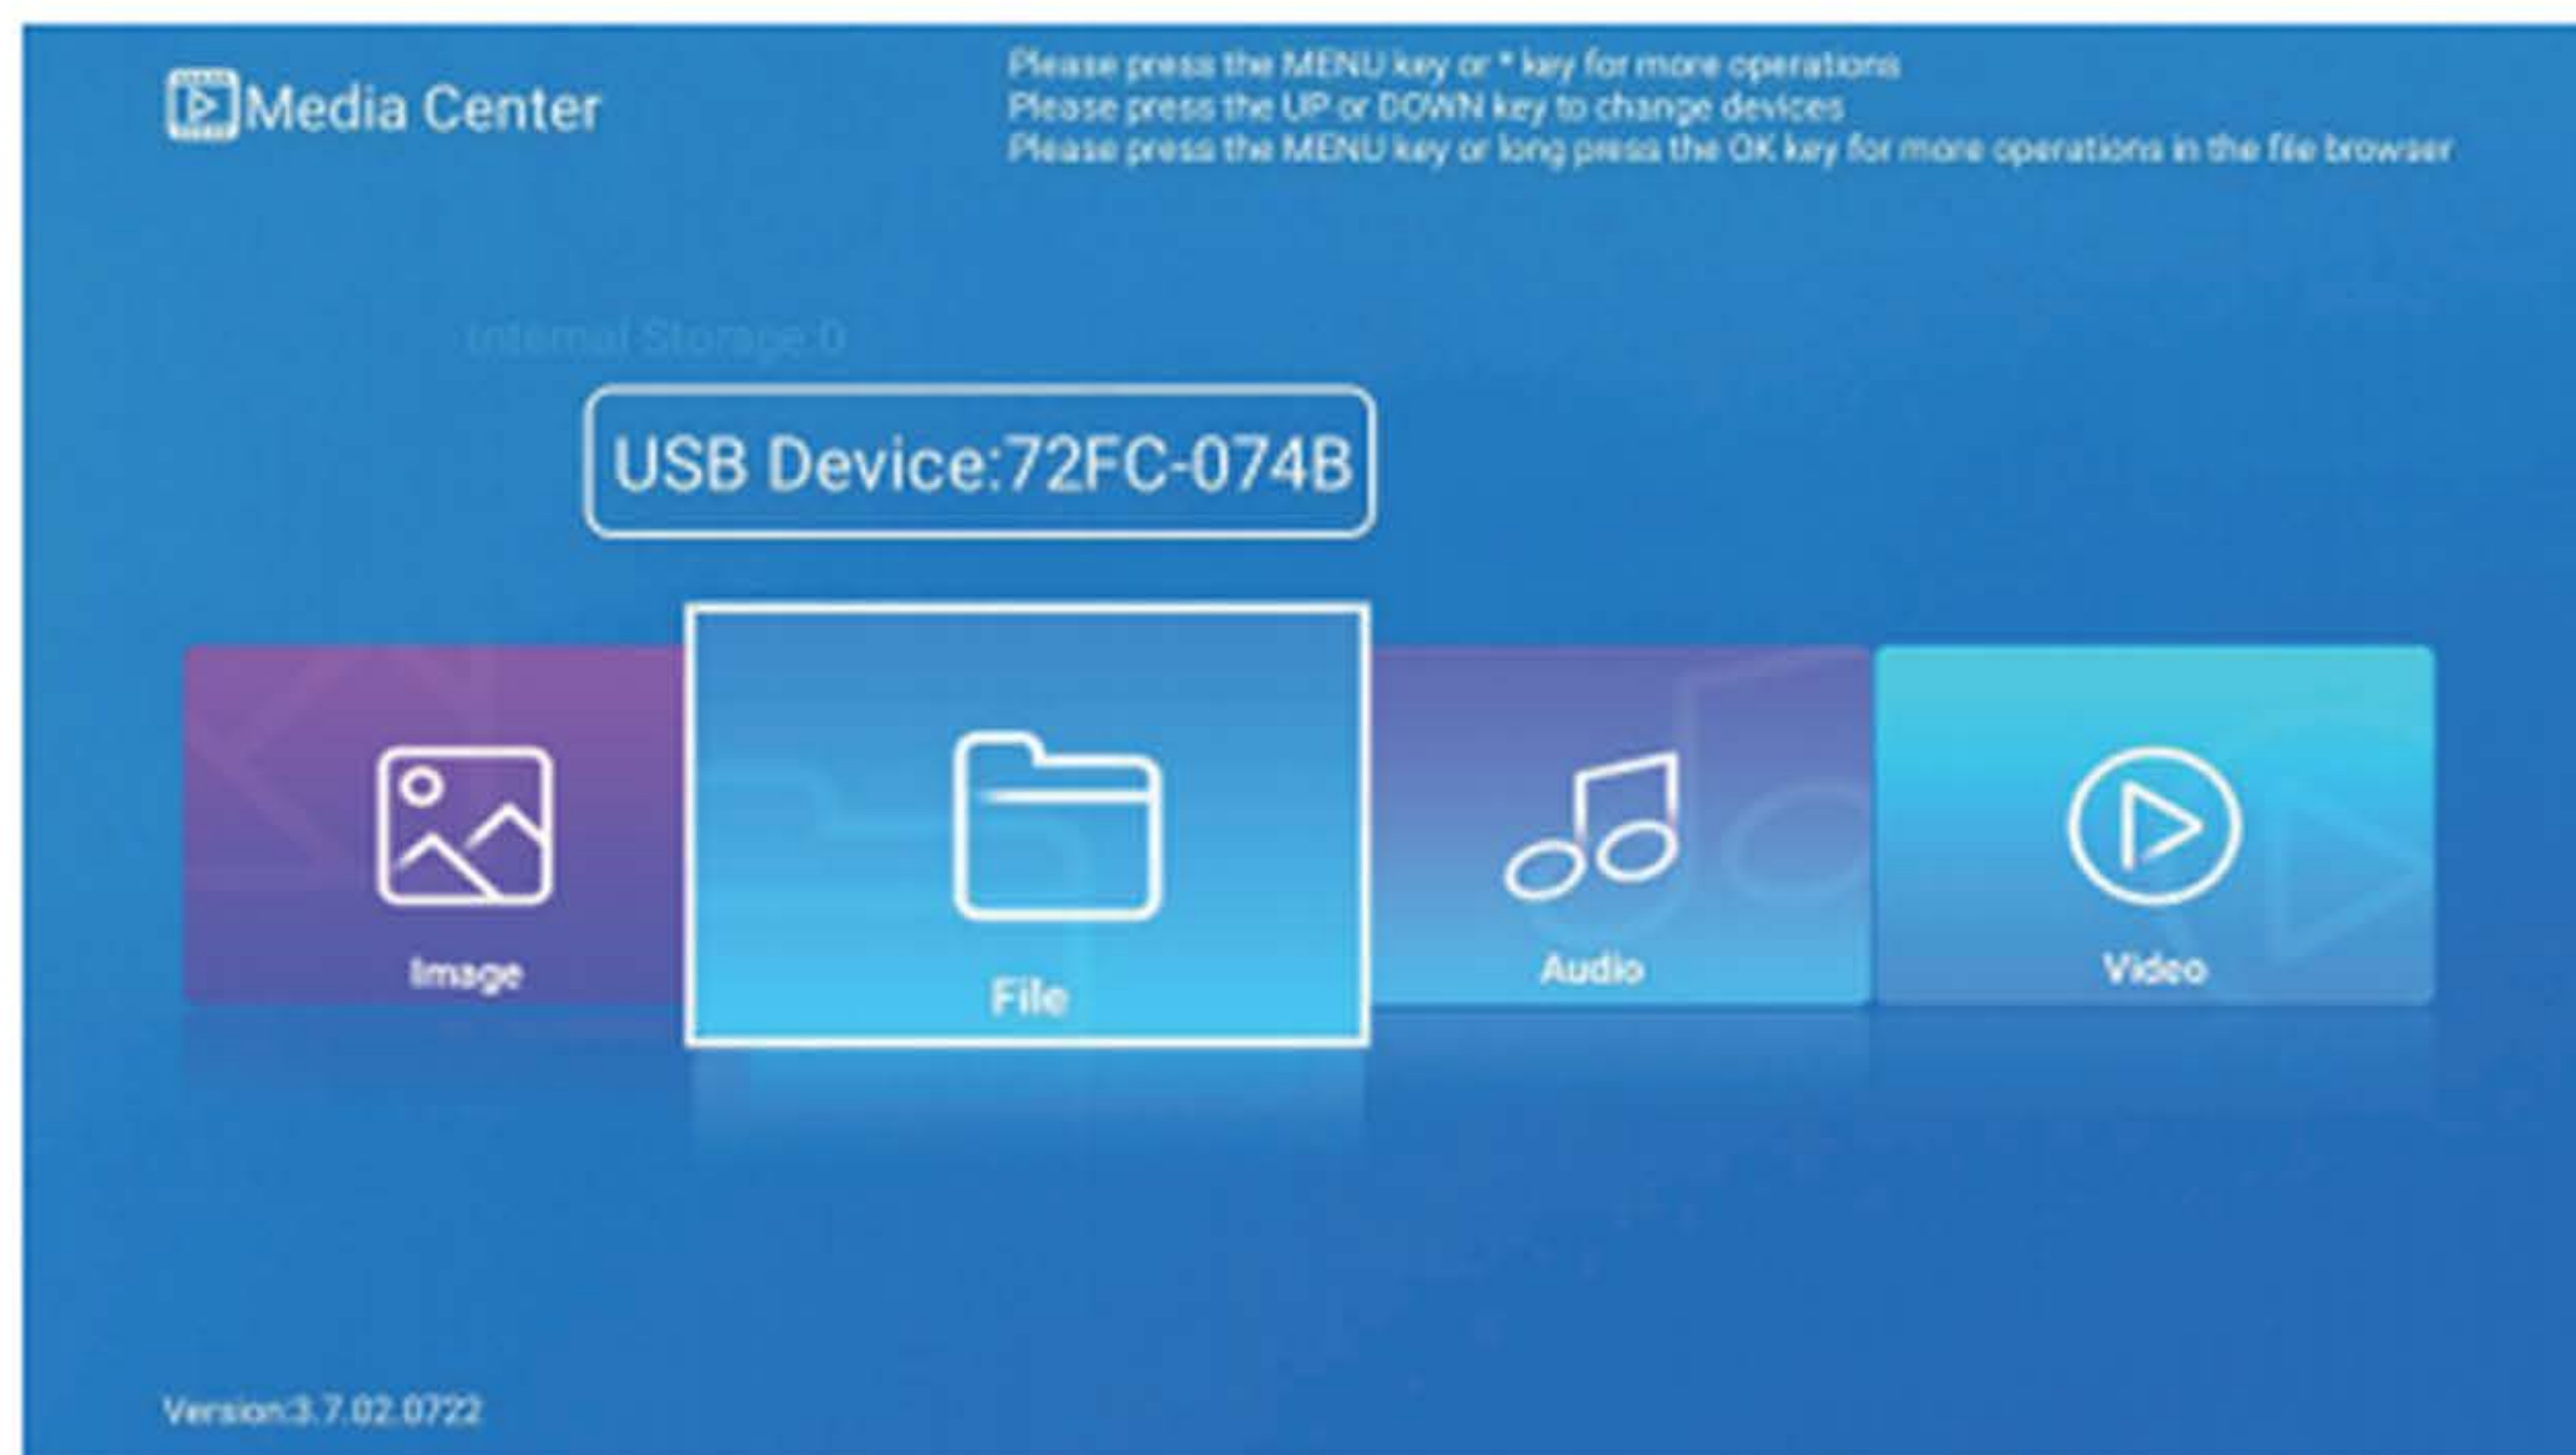 Media Center
Please press the MENU key or * key for more operations
Please press the UP or DOWN key to change devices
Please press the MENU key or long press the OK key for more operations in the file browser
Internal Storage:0
USB Device:72FC-074B
Image
File
Audio
Video
Version:3.7.02.0722